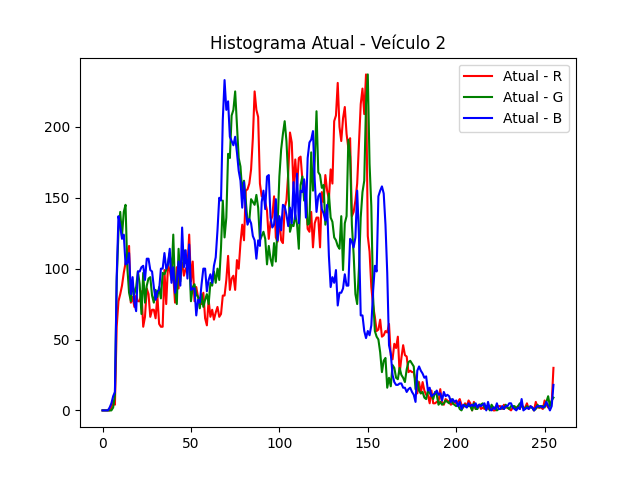 Histograma Atual - Veículo 2
Atual - R
Atual - G
Atual - B
200
150
100
50
0
0 50 100 150 200 250